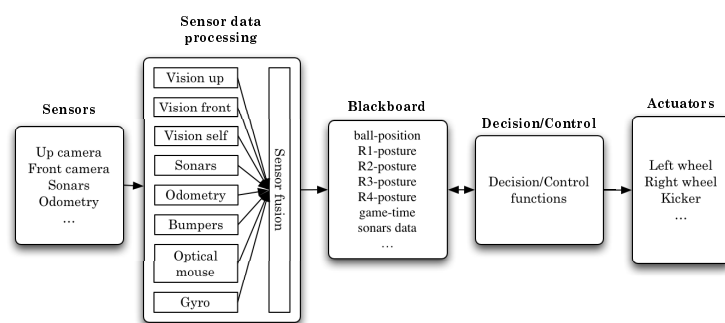 Sensors
Up camera
Front camera
Sonars
Odometry
...
Sensor data
processing
Vision up
Vision front
Vision self
Sonars
Odometry
Bumpers
Optical
mouse
Gyro
Sensor fusion
Blackboard
ball-position
R1-posture
R2-posture
R3-posture
R4-posture
game-time
sonars data
...
Decision/Control
Decision/Control
functions
Actuators
Left wheel
Right wheel
Kicker
...